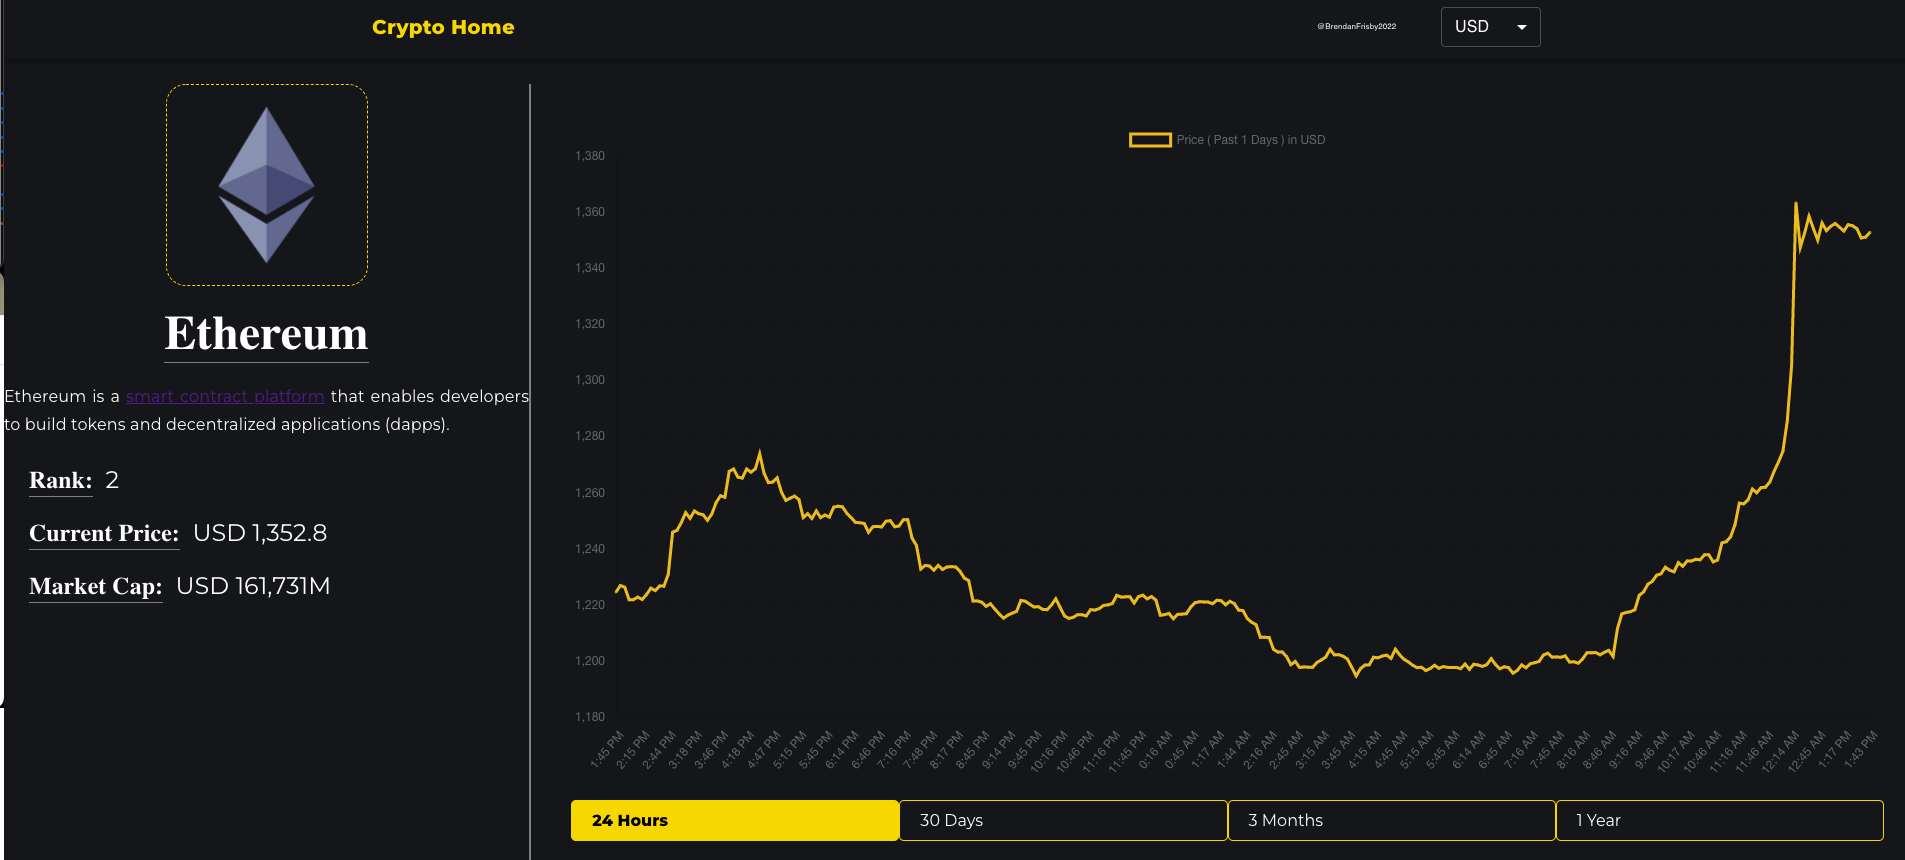 Crypto Home
@BrendanFrisby2022
USD
Ethereum
Ethereum is a smart contract platform that enables developers
to build tokens and decentralized applications (dapps).
Rank: 2
Current Price: USD 1,352.8
Market Cap: USD 161,731M
Price ( Past 1 Days ) in USD
1,380
1,360
1,340
1,320
1,300
1,280
1,260
1,240
1,220
1,200
1,180
1:45 PM 2:15 PM 2:44 PM 3:18 PM 3:46 PM 4:18 PM 4:47 PM 5:15 PM 5:45 PM 6:14 PM 6:46 PM 7:16 PM 7:48 PM 8:17 PM 8:45 PM 9:14 PM 9:45 PM 10:16 PM 10:46 PM 11:16 PM 11:45 PM 0:16 AM 0:45 AM 1:17 AM 1:44 AM 2:16 AM 2:45 AM 3:15 AM 3:45 AM 4:15 AM 4:45 AM 5:15 AM 5:45 AM 6:14 AM 6:45 AM 7:16 AM 7:45 AM 8:16 AM 8:46 AM 9:16 AM 9:46 AM 10:17 AM 10:46 AM 11:16 AM 11:46 AM 12:14 AM 12:45 AM 1:17 PM 1:43 PM
24 Hours
30 Days
3 Months
1 Year